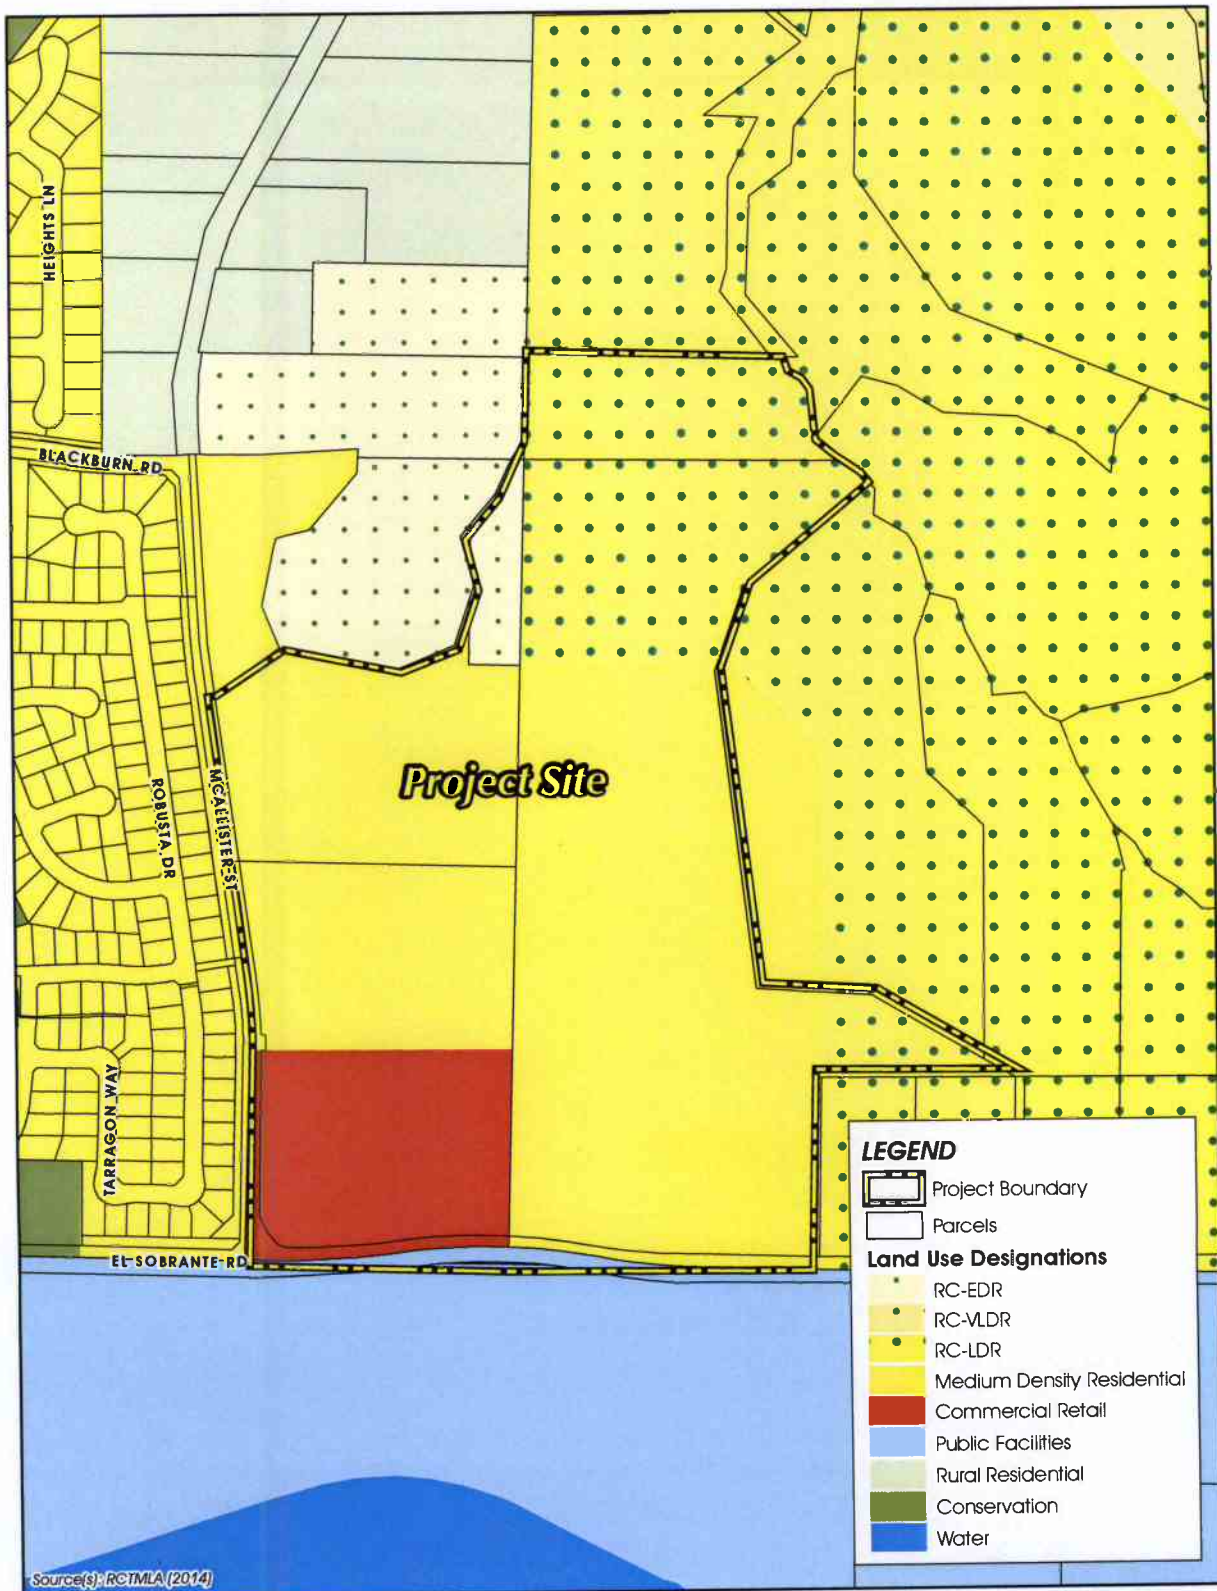 HEIGHTS LN
BLACKBURN RD
Project Site
MCALLISTER ST
ROBUSTA DR
TARRAGON WAY
EL SOBRANTE RD
LEGEND
Project Boundary
Parcels
Land Use Designations
RC-EDR
RC-VLDR
RC-LDR
Medium Density Residential
Commercial Retail
Public Facilities
Rural Residential
Conservation
Water
Source(s): RCTMLA (2014)